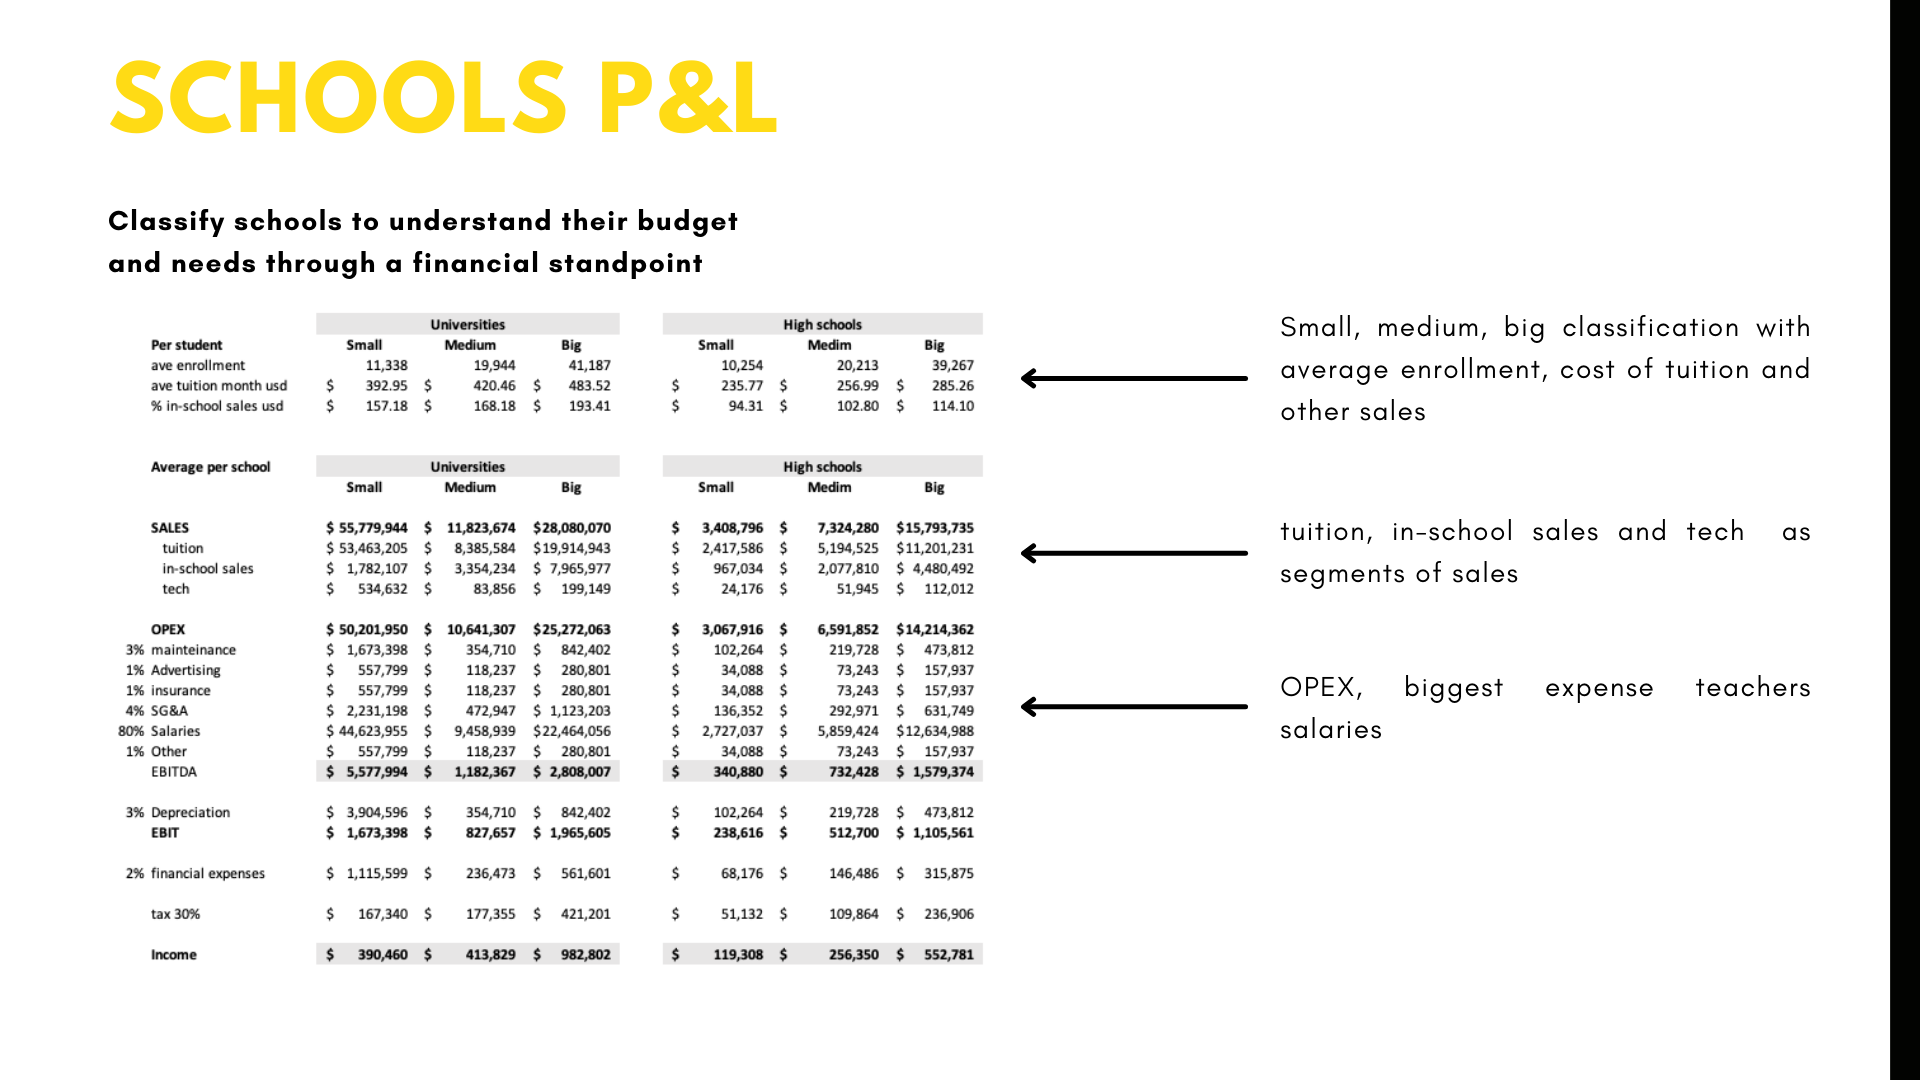 SCHOOLS P&L
Classify schools to understand their budget
and needs through a financial standpoint
Universities High schools
Per student Small Medium Big Small Medim Big
ave enrollment 11,338 19,944 41,187 10,254 20,213 39,267
ave tuition month usd $ 392.95 $ 420.46 $ 483.52 $ 235.77 $ 256.99 $ 285.26
% in-school sales usd $ 157.18 $ 168.18 $ 193.41 $ 94.31 $ 102.80 $ 114.10
Average per school Universities High schools
Small Medium Big Small Medim Big
SALES $ 55,779,944 $ 11,823,674 $28,080,070 $ 3,408,796 $ 7,324,280 $15,793,735
tuition $ 53,463,205 $ 8,385,584 $19,914,943 $ 2,417,586 $ 5,194,525 $11,201,231
in-school sales $ 1,782,107 $ 3,354,234 $ 7,965,977 $ 967,034 $ 2,077,810 $ 4,480,492
tech $ 534,632 $ 83,856 $ 199,149 $ 24,176 $ 51,945 $ 112,012
OPEX $ 50,201,950 $ 10,641,307 $25,272,063 $ 3,067,916 $ 6,591,852 $14,214,362
3% mainteinance $ 1,673,398 $ 354,710 $ 842,402 $ 102,264 $ 219,728 $ 473,812
1% Advertising $ 557,799 $ 118,237 $ 280,801 $ 34,088 $ 73,243 $ 157,937
1% insurance $ 557,799 $ 118,237 $ 280,801 $ 34,088 $ 73,243 $ 157,937
4% SG&A $ 2,231,198 $ 472,947 $ 1,123,203 $ 136,352 $ 292,971 $ 631,749
80% Salaries $ 44,623,955 $ 9,458,939 $22,464,056 $ 2,727,037 $ 5,859,424 $12,634,988
1% Other $ 557,799 $ 118,237 $ 280,801 $ 34,088 $ 73,243 $ 157,937
EBITDA $ 5,577,994 $ 1,182,367 $ 2,808,007 $ 340,880 $ 732,428 $ 1,579,374
3% Depreciation $ 3,904,596 $ 354,710 $ 842,402 $ 102,264 $ 219,728 $ 473,812
EBIT $ 1,673,398 $ 827,657 $ 1,965,605 $ 238,616 $ 512,700 $ 1,105,561
2% financial expenses $ 1,115,599 $ 236,473 $ 561,601 $ 68,176 $ 146,486 $ 315,875
tax 30% $ 167,340 $ 177,355 $ 421,201 $ 51,132 $ 109,864 $ 236,906
Income $ 390,460 $ 413,829 $ 982,802 $ 119,308 $ 256,350 $ 552,781
Small, medium, big classification with
average enrollment, cost of tuition and
other sales
tuition, in-school sales and tech as
segments of sales
OPEX, biggest expense teachers
salaries